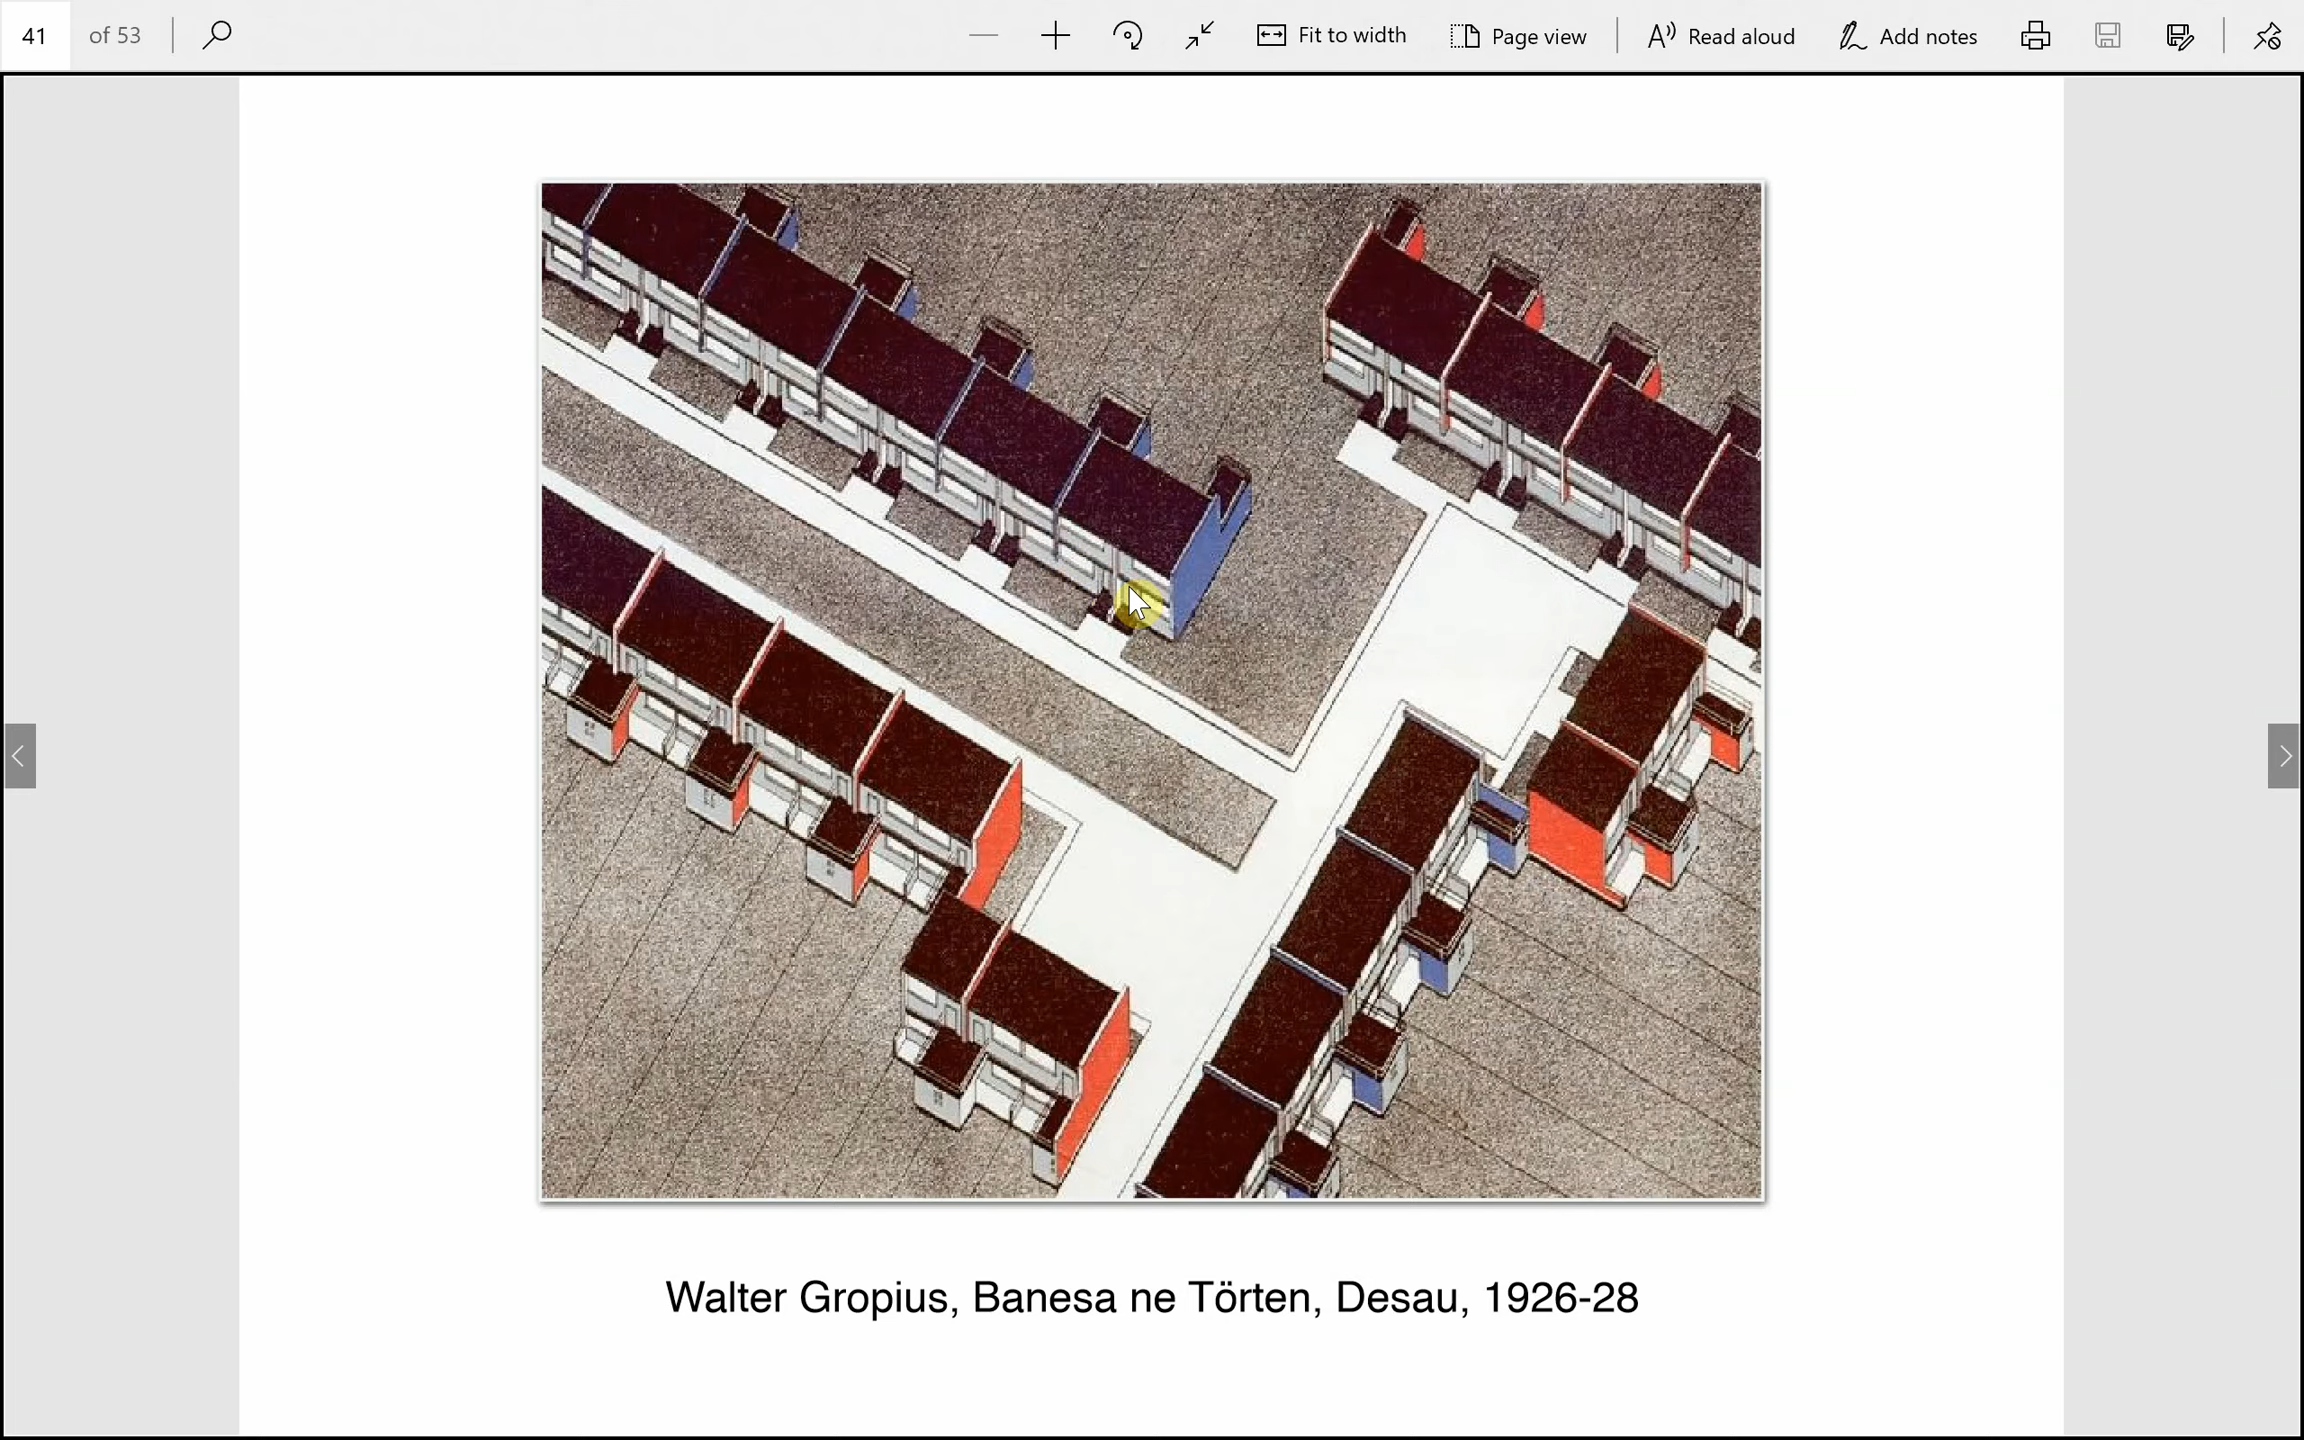 41 of 53 Fit to width Page view Read aloud Add notes
Walter Gropius, Banesa ne Törten, Desau, 1926-28